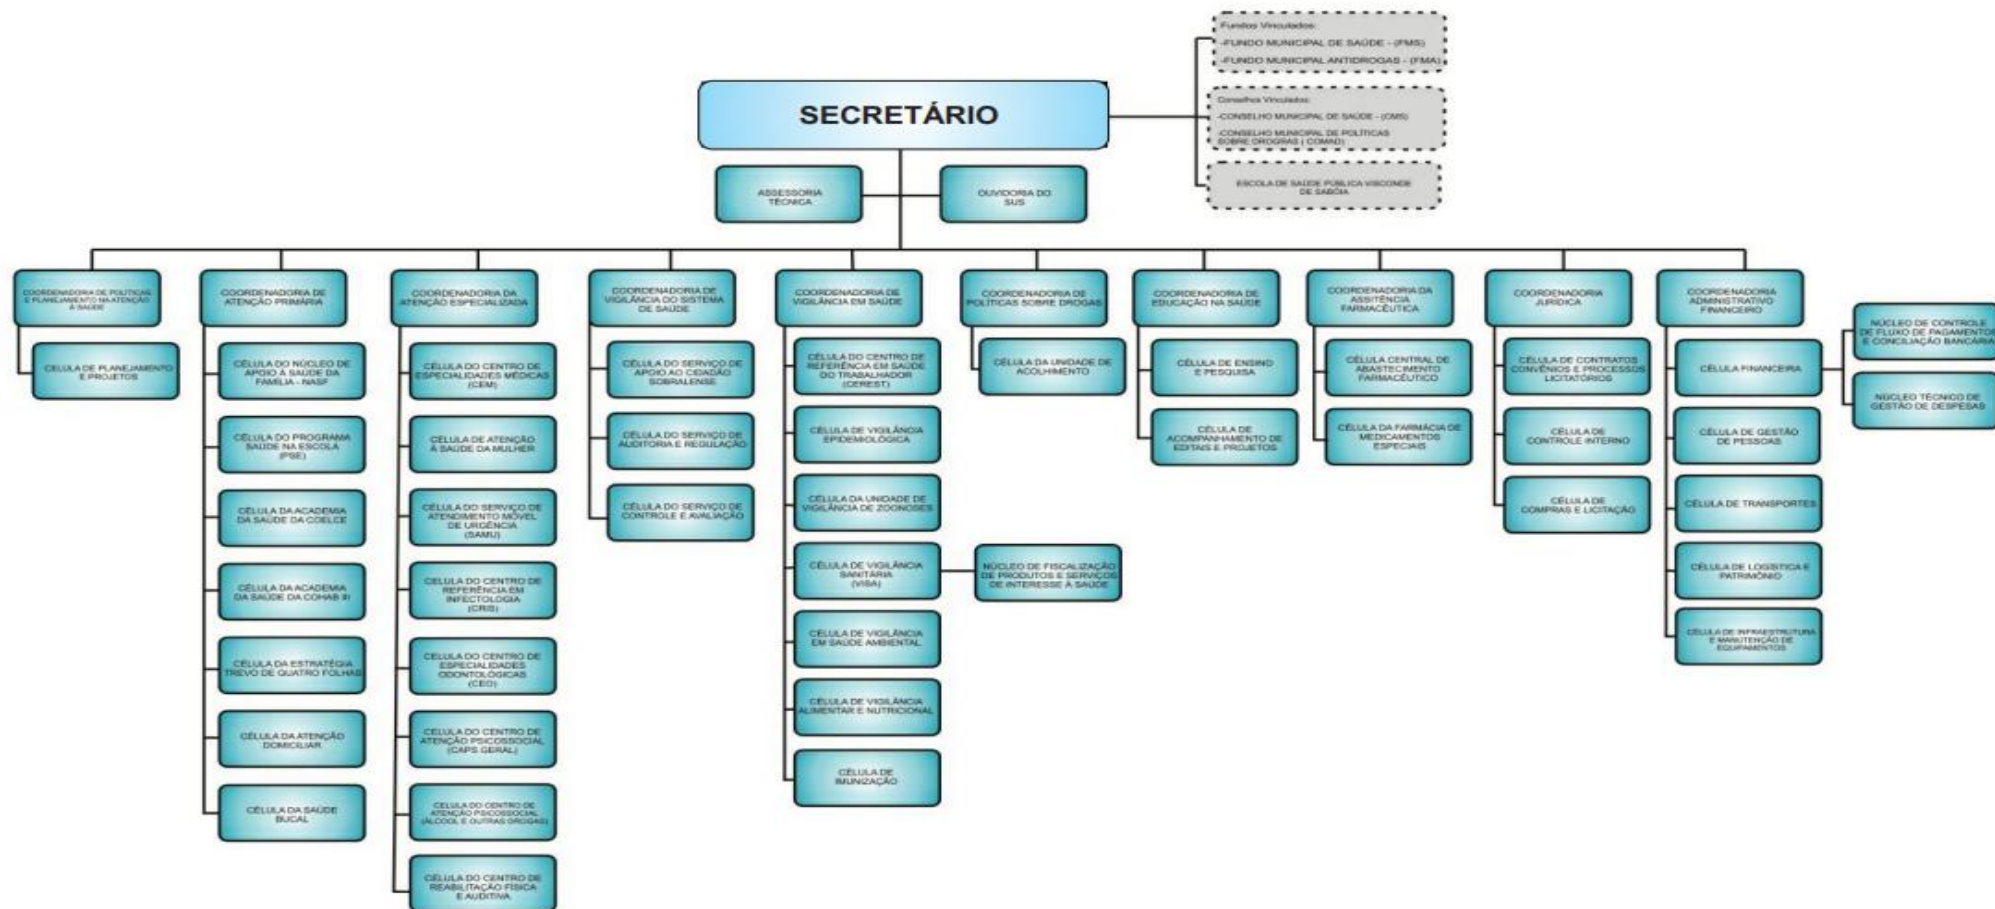 Fundos Vinculados:
-FUNDO MUNICIPAL DE SAÚDE - (FMS)
-FUNDO MUNICIPAL ANTIDROGAS - (FMA)
SECRETÁRIO
Conselhos Vinculados:
-CONSELHO MUNICIPAL DE SAÚDE - (CMS)
-CONSELHO MUNICIPAL DE POLÍTICAS
SOBRE DROGRAS ( COMAD)
ESCOLA DE SAÚDE PÚBLICA VISCONDE
DE SABÓIA
ASSESSORIA
TÉCNICA
OUVIDORIA DO
SUS
COORDENADORIA DE POLÍTICAS
E PLANEJAMENTO NA ATENÇÃO
À SAÚDE
CÉLULA DE PLANEJAMENTO
E PROJETOS
COORDENADORIA DE
ATENÇÃO PRIMÁRIA
CÉLULA DO NÚCLEO DE
APOIO À SAÚDE DA
FAMÍLIA - NASF
CÉLULA DO PROGRAMA
SAÚDE NA ESCOLA
(PSE)
CÉLULA DA ACADEMIA
DA SAÚDE DA COELCE
CÉLULA DA ACADEMIA
DA SAÚDE DA COHAB III
CÉLULA DA ESTRATÉGIA
TREVO DE QUATRO FOLHAS
CÉLULA DA ATENÇÃO
DOMICILIAR
CÉLULA DA SAÚDE
BUCAL
COORDENADORIA DA
ATENÇÃO ESPECIALIZADA
CÉLULA DO CENTRO DE
ESPECIALIDADES MÉDICAS
(CEM)
CÉLULA DE ATENÇÃO
À SAÚDE DA MULHER
CÉLULA DO SERVIÇO DE
ATENDIMENTO MÓVEL
DE URGÊNCIA
(SAMU)
CELULA DO CENTRO DE
REFERÊNCIA EM
INFECTOLOGIA
(CRIS)
CELULA DO CENTRO DE
ESPECIALIDADES
ODONTOLÓGICAS
(CEO)
CÉLULA DO CENTRO DE
ATENÇÃO PSICOSSOCIAL
(CAPS GERAL)
CELULA DO CENTRO DE
ATENÇÃO PSICOSSOCIAL
(ÁLCOOL E OUTRAS DROGAS)
CÉLULA DO CENTRO DE
REABILITAÇÃO FÍSICA
E AUDITIVA
COORDENADORIA DE
VIGILÂNCIA DO SISTEMA
DE SAÚDE
CÉLULA DO SERVIÇO DE
APOIO AO CIDADÃO
SOBRALENSE
CÉLULA DO SERVIÇO DE
AUDITORIA E REGULAÇÃO
CÉLULA DO SERVIÇO DE
CONTROLE E AVALIAÇÃO
COORDENADORIA DE
VIGILÂNCIA EM SAÚDE
CÉLULA DO CENTRO DE
REFERÊNCIA EM SAÚDE
DO TRABALHADOR
(CEREST)
CÉLULA DE VIGILÂNCIA
EPIDEMIOLÓGICA
CÉLULA DA UNIDADE DE
VIGILÂNCIA DE ZOONOSES
CÉLULA DE VIGILÂNCIA
SANITÁRIA
(VISA)
NÚCLEO DE FISCALIZAÇÃO
DE PRODUTOS E SERVIÇOS
DE INTERESSE À SAÚDE
CÉLULA DE VIGILÂNCIA
EM SAÚDE AMBIENTAL
CÉLULA DE VIGILÂNCIA
ALIMENTAR E NUTRICIONAL
CÉLULA DE
IMUNIZAÇÃO
COORDENADORIA DE
POLÍTICAS SOBRE DROGAS
CÉLULA DA UNIDADE DE
ACOLHIMENTO
COORDENADORIA DE
EDUCAÇÃO NA SAÚDE
CÉLULA DE ENSINO
E PESQUISA
CÉLULA DE
ACOMPANHAMENTO DE
EDITAIS E PROJETOS
COORDENADORIA DA
ASSITÊNCIA
FARMACÊUTICA
CÉLULA CENTRAL DE
ABASTECIMENTO
FARMACÊUTICO
CÉLULA DA FARMÁCIA DE
MEDICAMENTOS
ESPECIAIS
COORDENADORIA
JURÍDICA
CÉLULA DE CONTRATOS
CONVÊNIOS E PROCESSOS
LICITATÓRIOS
CÉLULA DE
CONTROLE INTERNO
CÉLULA DE
COMPRAS E LICITAÇÃO
COORDENADORIA
ADMINISTRATIVO
FINANCEIRO
CÉLULA FINANCEIRA
NÚCLEO DE CONTROLE
DE FLUXO DE PAGAMENTOS
E CONCILIAÇÃO BANCÁRIA
NÚCLEO TÉCNICO DE
GESTÃO DE DESPESAS
CÉLULA DE GESTÃO
DE PESSOAS
CÉLULA DE TRANSPORTES
CÉLULA DE LOGÍSTICA E
PATRIMÔNIO
CÉLULA DE INFRAESTRUTURA
E MANUTENÇÃO DE
EQUIPAMENTOS